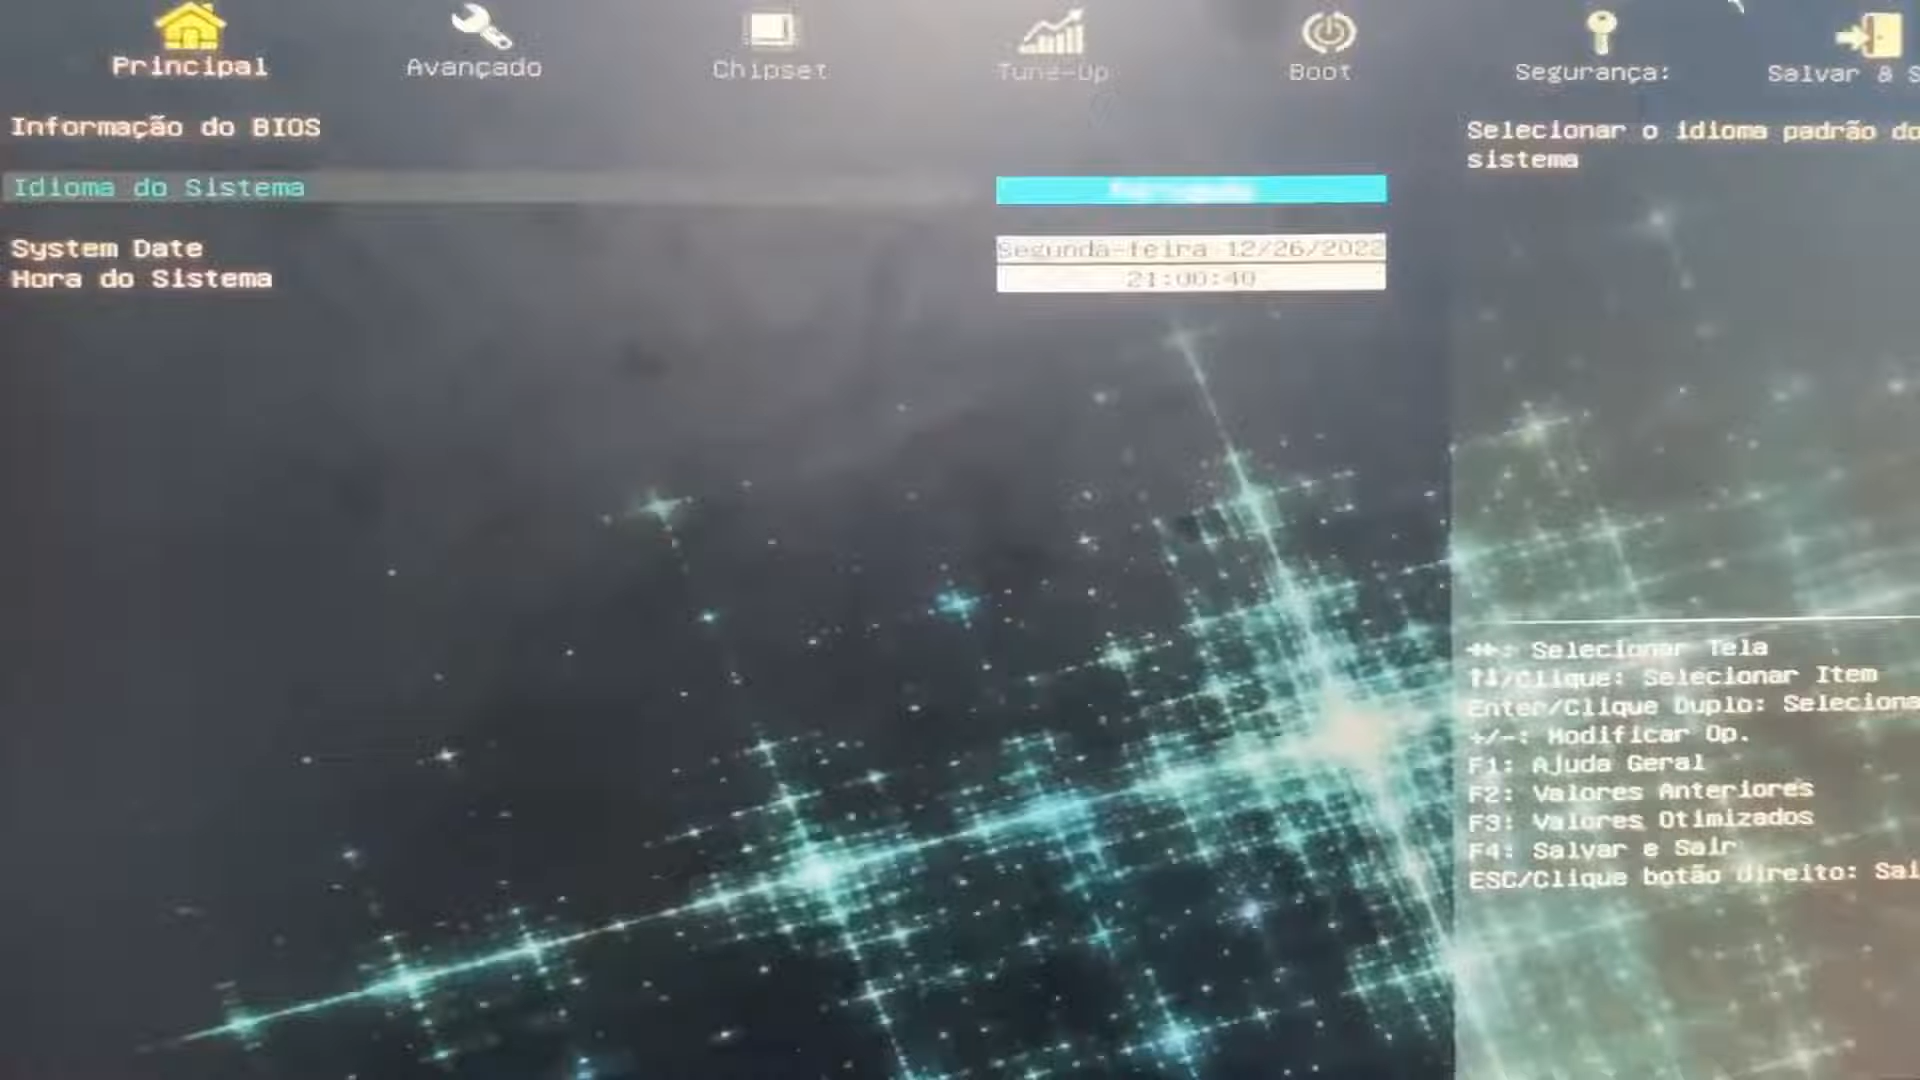 Principal
Avançado
Chipset
Tune-Up
Boot
Segurança:
Salvar & S
Informação do BIOS
Selecionar o idioma padrão do
sistema
Idioma do Sistema
System Date
Segunda-feira 12/26/2022
Hora do Sistema
21:00:40
: Selecionar Tela
↑↓/Clique: Selecionar Item
Enter/Clique Duplo: Seleciona
+/-: Modificar Op.
F1: Ajuda Geral
F2: Valores Anteriores
F3: Valores Otimizados
F4: Salvar e Sair
ESC/Clique botão direito: Sai